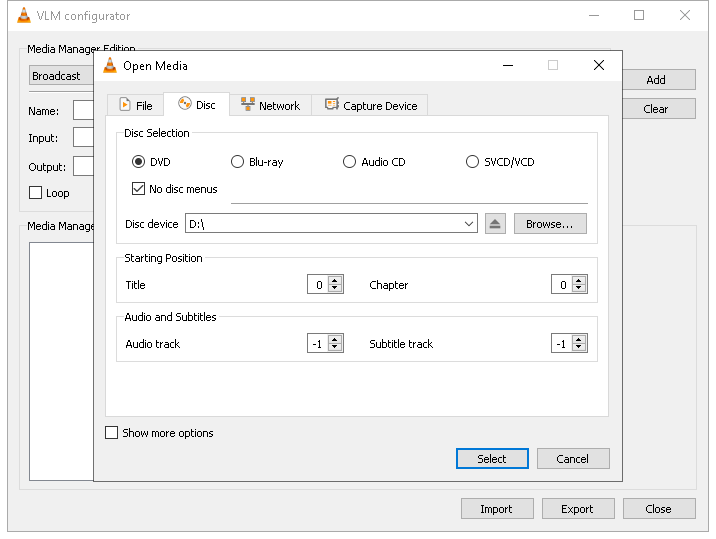 VLM configurator
Media Manager Edition
Open Media
Broadcast
Add
File
Disc
Network
Capture Device
Name:
Clear
Disc Selection
Input:
DVD
Blu-ray
Audio CD
SVCD/VCD
Output:
No disc menus
Loop
Disc device
D:\
Browse...
Media Manage
Starting Position
Title
0
Chapter
0
Audio and Subtitles
Audio track
-1
Subtitle track
-1
Show more options
Select
Cancel
Import
Export
Close